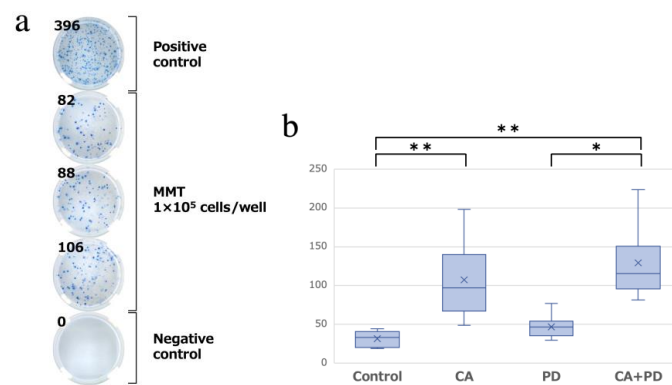 a
396
Positive
control
82
88
MMT
1×10⁵ cells/well
106
0
Negative
control
b
**
**
*
250
200
150
100
50
0
Control CA PD CA+PD